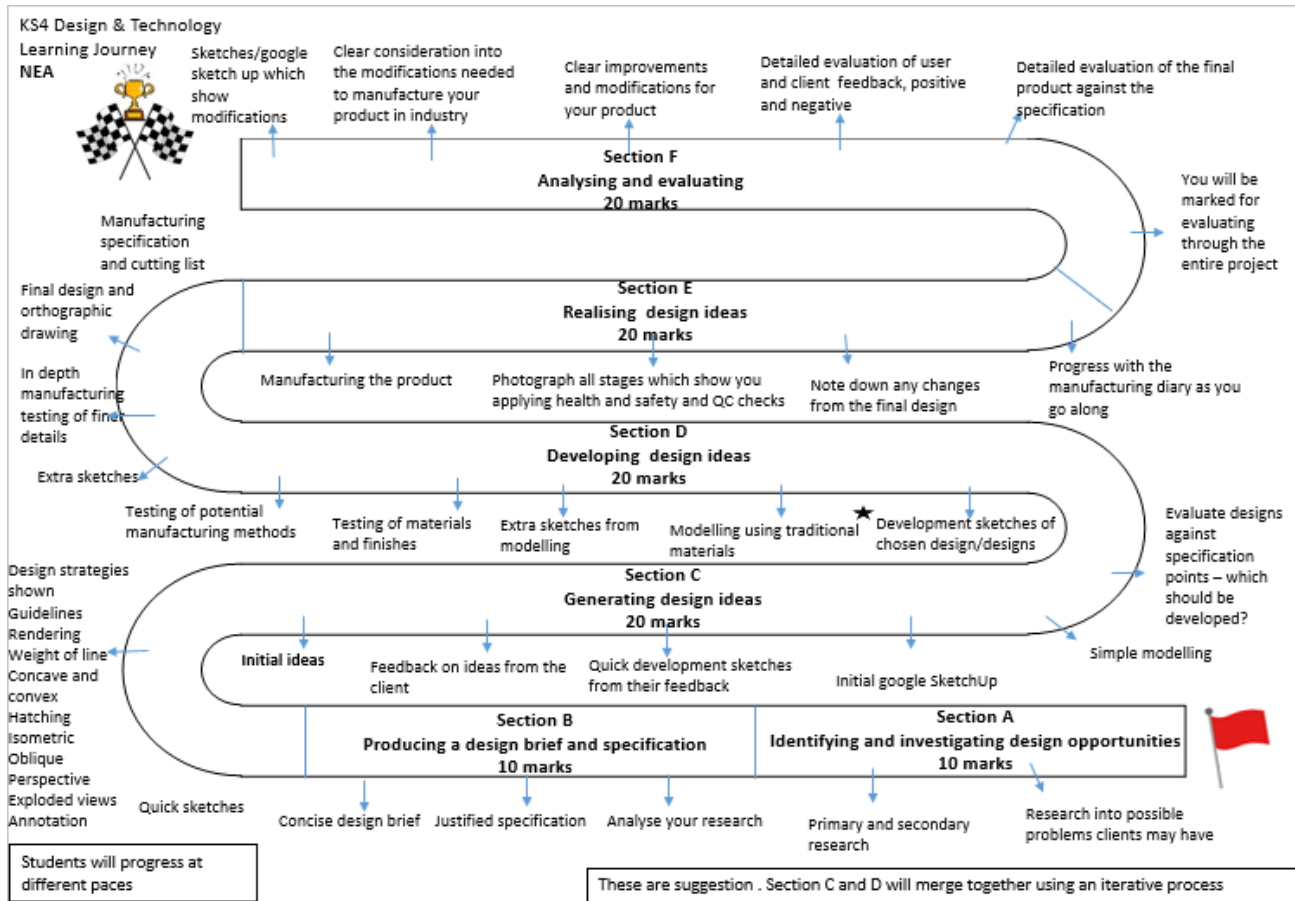 KS4 Design & Technology
Learning Journey
NEA
Sketches/google
sketch up which
show
modifications
Clear consideration into
the modifications needed
to manufacture your
product in industry
Clear improvements
and modifications for
your product
Detailed evaluation of user
and client feedback, positive
and negative
Detailed evaluation of the final
product against the
specification
Section F
Analysing and evaluating
20 marks
You will be
marked for
evaluating
through the
entire project
Manufacturing
specification
and cutting list
Final design and
orthographic
drawing
In depth
manufacturing
testing of finer
details
Extra sketches
Section E
Realising design ideas
20 marks
Manufacturing the product
Photograph all stages which show you
applying health and safety and QC checks
Note down any changes
from the final design
Progress with the
manufacturing diary as you
go along
Section D
Developing design ideas
20 marks
Testing of potential
manufacturing methods
Testing of materials
and finishes
Extra sketches from
modelling
Modelling using traditional
materials
Development sketches of
chosen design/designs
Evaluate designs
against
specification
points – which
should be
developed?
Section C
Generating design ideas
20 marks
Design strategies
shown
Guidelines
Rendering
Weight of line
Concave and
convex
Hatching
Isometric
Oblique
Perspective
Exploded views
Annotation
Initial ideas
Feedback on ideas from the
client
Quick development sketches
from their feedback
Initial google SketchUp
Simple modelling
Section B
Producing a design brief and specification
10 marks
Section A
Identifying and investigating design opportunities
10 marks
Quick sketches
Concise design brief
Justified specification
Analyse your research
Primary and secondary
research
Research into possible
problems clients may have
Students will progress at
different paces
These are suggestion . Section C and D will merge together using an iterative process